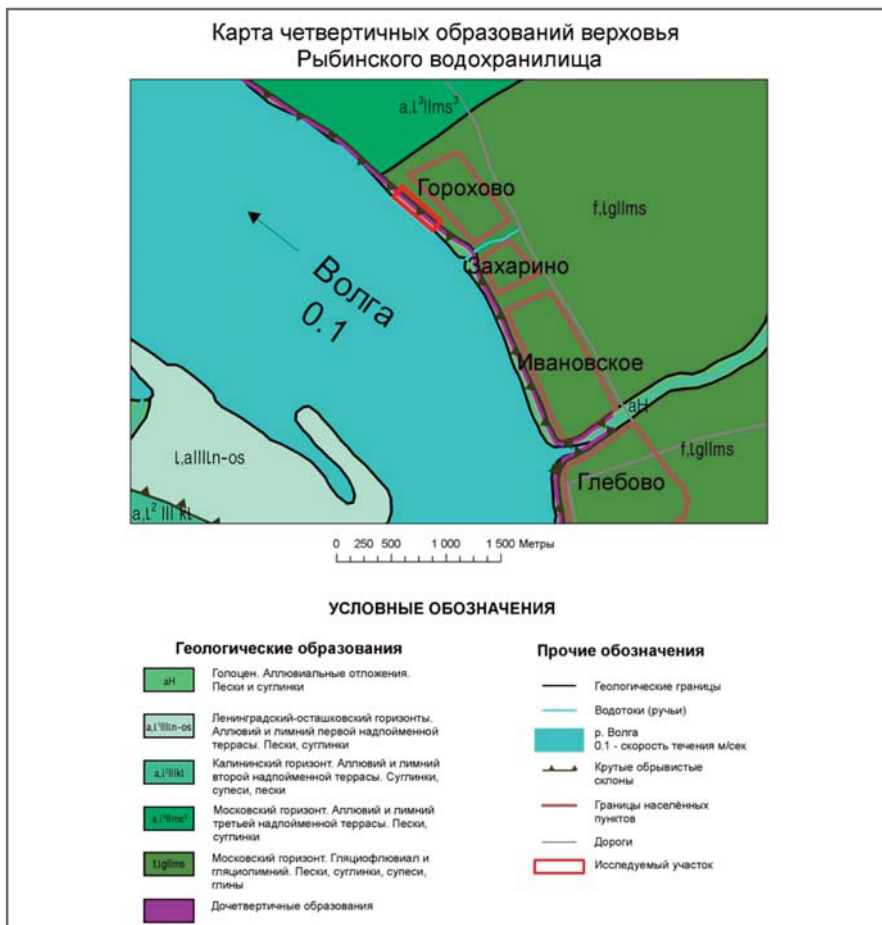 Карта четвертичных образований верховья
Рыбинского водохранилища
a,l³IIms³
Горохово
f,lgIIms
Захарино
Волга
0.1
Ивановское
aH
l,aIIIln-os
f,lgIIms
Глебово
a,l² III kl
0 250 500 1 000 1 500 Метры
УСЛОВНЫЕ ОБОЗНАЧЕНИЯ
Геологические образования
aH
Голоцен. Аллювиальные отложения.
Пески и суглинки
a,l¹IIIln-os
Ленинградский-осташковский горизонты.
Аллювий и лимний первой надпойменной
террасы. Пески, суглинки
a,l²IIIkl
Калининский горизонт. Аллювий и лимний
второй надпойменной террасы. Суглинки,
супеси, пески
a,l³IIms³
Московский горизонт. Аллювий и лимний
третьей надпойменной террасы. Пески,
суглинки
f,lgIIms
Московский горизонт. Гляциофлювиал и
гляциолимний. Пески, суглинки, супеси,
глины
Дочетвертичные образования
Прочие обозначения
Геологические границы
Водотоки (ручьи)
р. Волга
0.1 - скорость течения м/сек
Крутые обрывистые
склоны
Границы населённых
пунктов
Дороги
Исследуемый участок